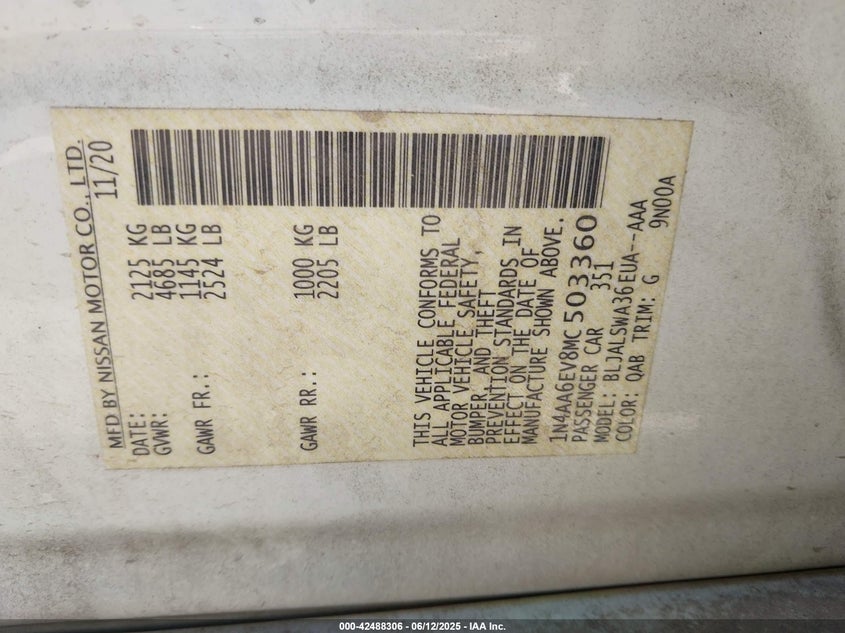 MFD BY NISSAN MOTOR CO., LTD.
DATE: 11/20
GVWR: 2125 KG
4685 LB
GAWR FR.: 1145 KG
2524 LB
GAWR RR.: 1000 KG
2205 LB
THIS VEHICLE CONFORMS TO
ALL APPLICABLE FEDERAL
MOTOR VEHICLE SAFETY,
BUMPER, AND THEFT
PREVENTION STANDARDS IN
EFFECT ON THE DATE OF
MANUFACTURE SHOWN ABOVE.
1N4AA6EV8MC503360
PASSENGER CAR 351
MODEL: BLJALSWA36EUA--AAA
COLOR: QAB TRIM: G 9N00A
000-42488306 - 06/12/2025 - IAA Inc.